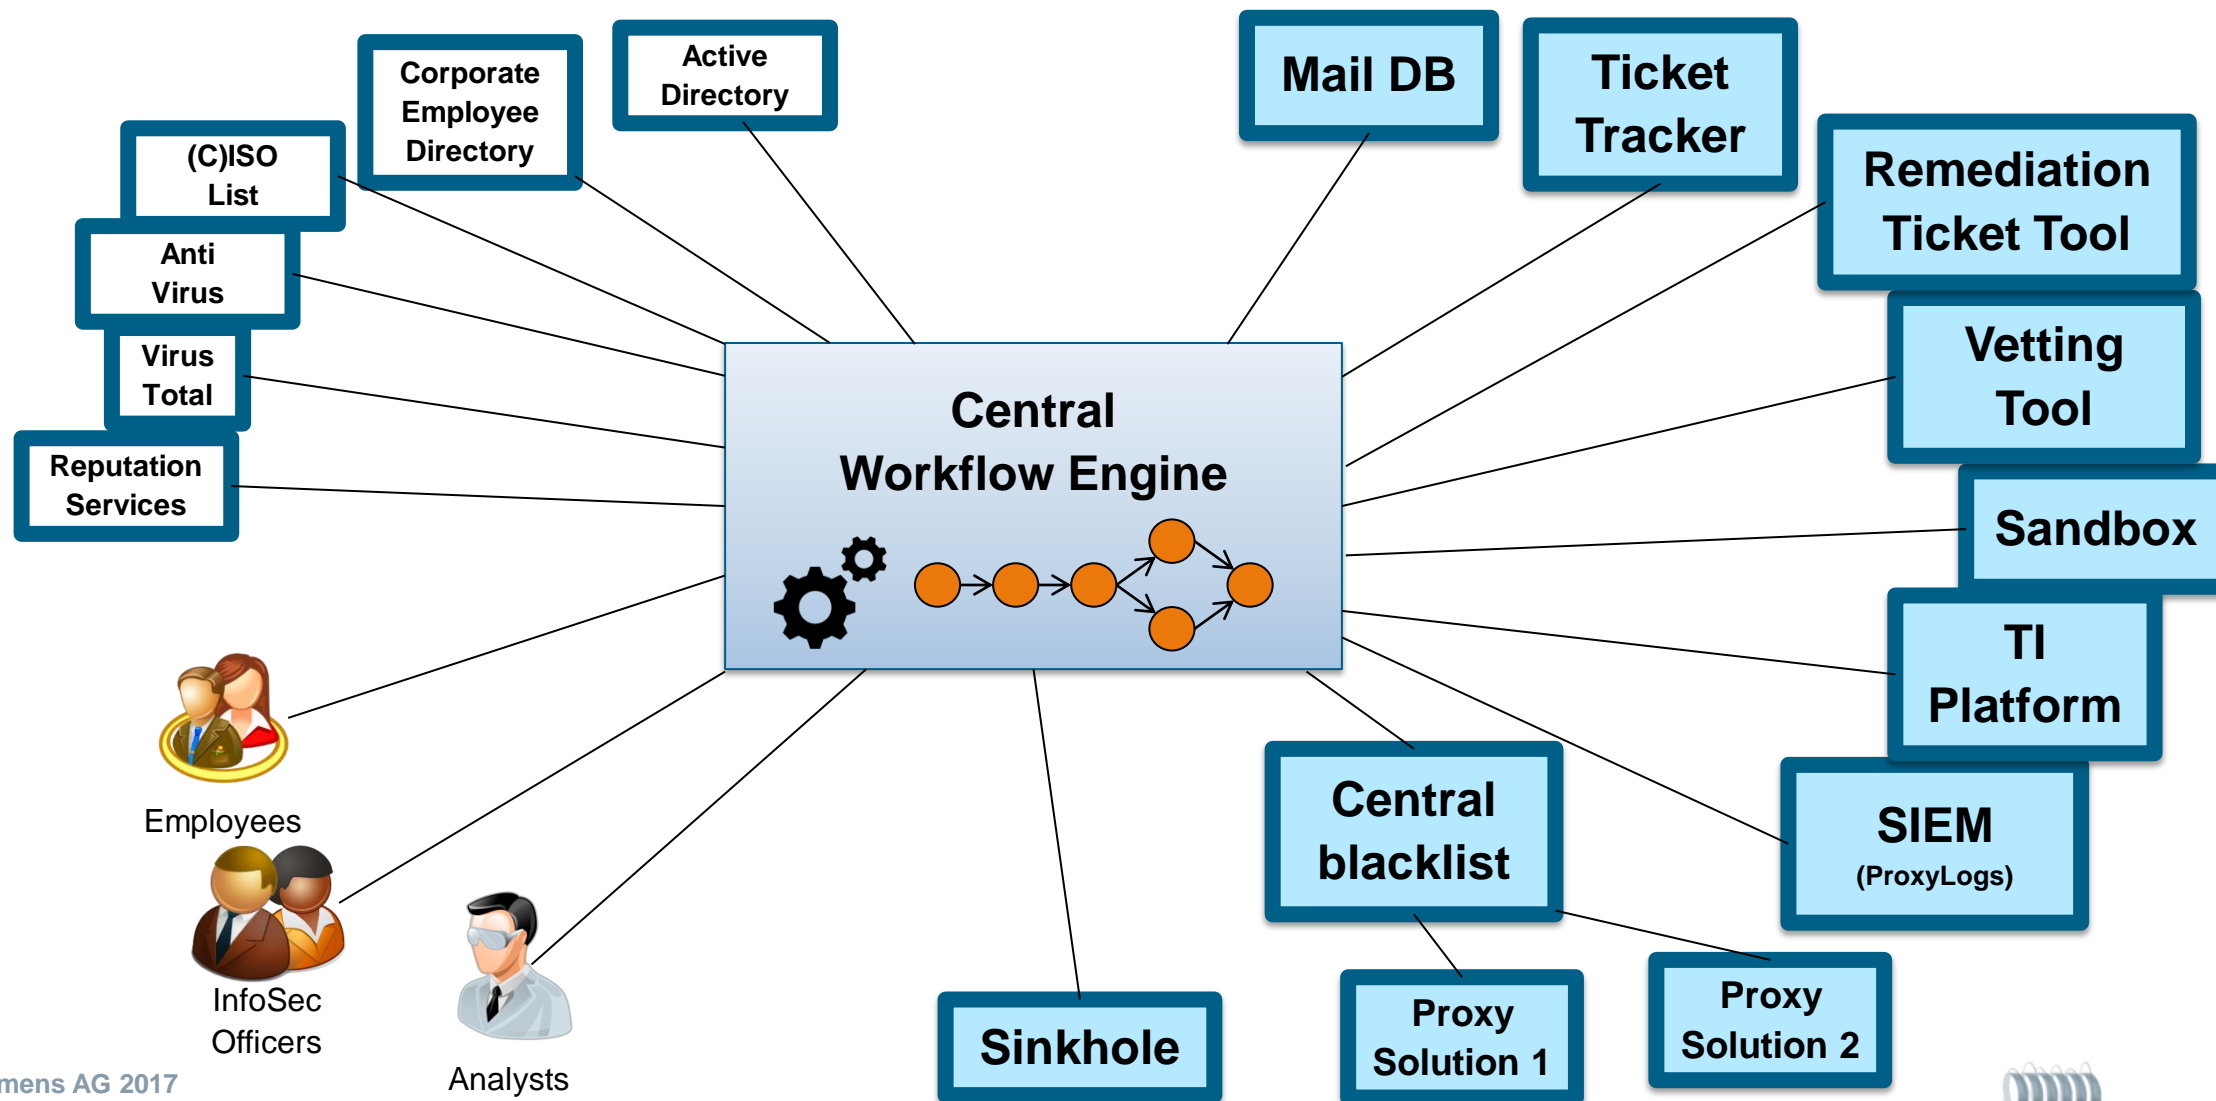 Active
Directory
Corporate
Employee
Directory
(C)ISO
List
Anti
Virus
Virus
Total
Reputation
Services
Mail DB
Ticket
Tracker
Remediation
Ticket Tool
Vetting
Tool
Sandbox
TI
Platform
SIEM
(ProxyLogs)
Central
Workflow Engine
Central
blacklist
Proxy
Solution 1
Proxy
Solution 2
Sinkhole
Employees
InfoSec
Officers
Analysts
mens AG 2017